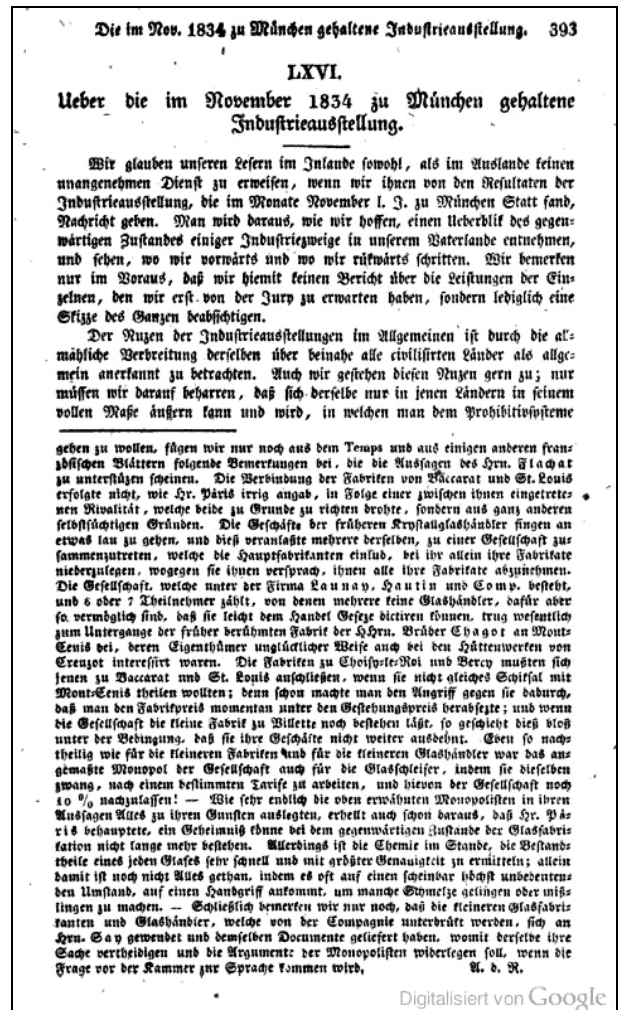 Die im Nov. 1834 zu München gehaltene Industrieausstellung. 393
LXVI.
Ueber die im November 1834 zu München gehaltene
Industrieausstellung.
Wir glauben unseren Lesern im Inlande sowohl, als im Auslande keinen
unangenehmen Dienst zu erweisen, wenn wir ihnen von den Resultaten der
Industrieausstellung, die im Monate November l. J. zu München Statt fand,
Nachricht geben. Man wird daraus, wie wir hoffen, einen Ueberblik des gegen-
wärtigen Zustandes einiger Industriezweige in unserem Vaterlande entnehmen,
und sehen, wo wir vorwärts und wo wir rükwärts schritten. Wir bemerken
nur im Voraus, daß wir hiemit keinen Bericht über die Leistungen der Ein-
zelnen, den wir erst von der Jury zu erwarten haben, sondern lediglich eine
Skizze des Ganzen beabsichtigen.
Der Nuzen der Industrieausstellungen im Allgemeinen ist durch die all-
mähliche Verbreitung derselben über beinahe alle civilisirten Länder als allge-
mein anerkannt zu betrachten. Auch wir gestehen diesen Nuzen gern zu; nur
müssen wir darauf beharren, daß sich derselbe nur in jenen Ländern in seinem
vollen Maße äußern kann und wird, in welchen man dem Prohibitivsysteme
geben zu wollen, fügen wir nur noch aus dem Temps und aus einigen anderen fran-
zösischen Blättern folgende Bemerkungen bei, die die Aussagen des Hrn. Flachat
zu unterstüzen scheinen. Die Verbindung der Fabriken von Baccarat und St. Louis
erfolgte nicht, wie Hr. Pâris irrig angab, in Folge einer zwischen ihnen eingetrete-
nen Rivalität, welche beide zu Grunde zu richten drohte, sondern aus ganz anderen
selbstsüchtigen Gründen. Die Geschäfte der früheren Krystallglashändler fingen an
etwas lau zu gehen, und dieß veranlaßte mehrere derselben, zu einer Gesellschaft zu-
sammenzutreten, welche die Hauptfabrikanten einlud, bei ihr allein ihre Fabrikate
niederzulegen, wogegen sie ihnen versprach, ihnen alle ihre Fabrikate abzunehmen.
Die Gesellschaft, welche unter der Firma Launay, Hautin und Comp. besteht,
und 6 oder 7 Theilnehmer zählt, von denen mehrere keine Glashändler, dafür aber
so vermöglich sind, daß sie leicht dem Handel Geseze dictiren können, trug wesentlich
zum Untergange der früher berühmten Fabrik der HHrn. Brüder Chagot an Mont-
Cenis bei, deren Eigenthümer unglücklicher Weise auch bei den Hüttenwerken von
Creuzot interessirt waren. Die Fabriken zu Choisy-le-Roi und Bercy mußten sich
jenen zu Baccarat und St. Louis anschließen, wenn sie nicht gleiches Schiksal mit
Mont-Cenis theilen wollten; denn schon machte man den Angriff gegen sie dadurch,
daß man den Fabrikpreis momentan unter den Gestehungspreis herabsezte; und wenn
die Gesellschaft die kleine Fabrik zu Villette noch bestehen läßt, so geschieht dieß bloß
unter der Bedingung, daß sie ihre Geschäfte nicht weiter ausdehnt. Eben so nach-
theilig wie für die kleineren Fabriken und für die kleineren Glashändler war das an-
gemaßte Monopol der Gesellschaft auch für die Glasschleifer, indem sie dieselben
zwang, nach einem bestimmten Tarife zu arbeiten, und hievon der Gesellschaft noch
10 % nachzulassen! — Wie sehr endlich die oben erwähnten Monopolisten in ihren
Aussagen Alles zu ihren Gunsten auslegten, erhellt auch schon daraus, daß Hr. Pâ-
ris behauptete, ein Geheimniß könne bei dem gegenwärtigen Zustande der Glasfabri-
kation nicht lange mehr bestehen. Allerdings ist die Chemie im Stande, die Bestand-
theile eines jeden Glases sehr schnell und mit größter Genauigkeit zu ermitteln; allein
damit ist noch nicht Alles gethan, indem es oft auf einen scheinbar höchst unbedeuten-
den Umstand, auf einen Handgriff ankommt, um manche Schmelze gelingen oder miß-
lingen zu machen. — Schließlich bemerken wir nur noch, daß die kleineren Glasfabri-
kanten und Glashändler, welche von der Compagnie unterdrükt werden, sich an
Hrn. Say gewendet und demselben Documente geliefert haben, womit derselbe ihre
Sache vertheidigen und die Argumente der Monopolisten widerlegen soll, wenn die
Frage vor der Kammer zur Sprache kommen wird. A. d. R.
Digitalisiert von Google